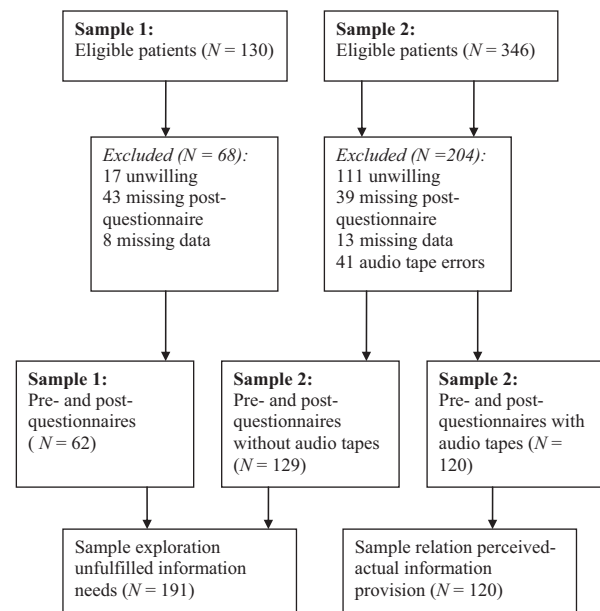 Sample 1:
Eligible patients (N = 130)
Sample 2:
Eligible patients (N = 346)
Excluded (N = 68):
17 unwilling
43 missing post-
questionnaire
8 missing data
Excluded (N =204):
111 unwilling
39 missing post-
questionnaire
13 missing data
41 audio tape errors
Sample 1:
Pre- and post-
questionnaires
( N = 62)
Sample 2:
Pre- and post-
questionnaires
without audio tapes
(N = 129)
Sample 2:
Pre- and post-
questionnaires with
audio tapes (N =
120)
Sample exploration
unfulfilled information
needs (N = 191)
Sample relation perceived-
actual information
provision (N = 120)